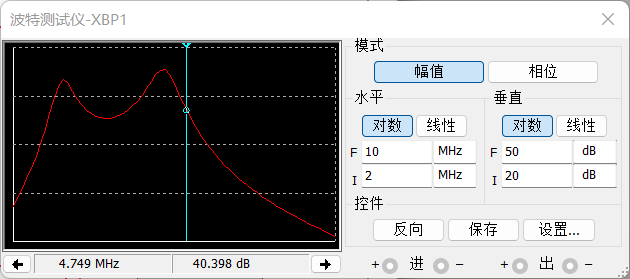 波特测试仪-XBP1
模式
幅值 相位
水平 垂直
对数 线性 对数 线性
F 10 MHz F 50 dB
I 2 MHz I 20 dB
控件
反向 保存 设置...
4.749 MHz 40.398 dB
+ 进 − + 出 −